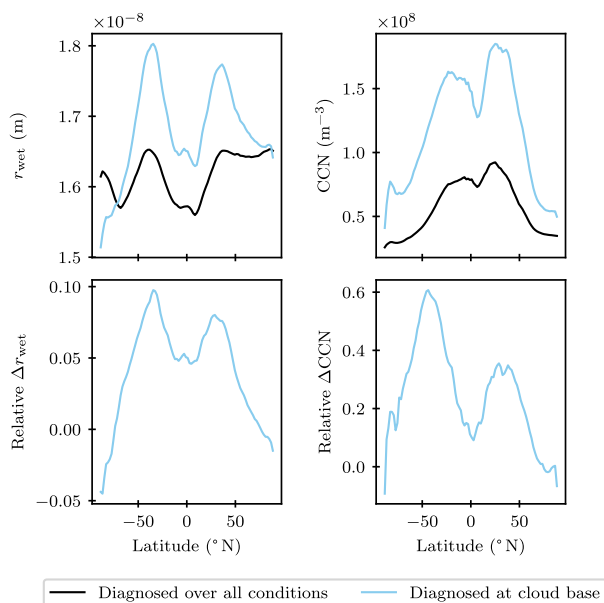 ×10−8
1.8
1.7
1.6
1.5
r_wet (m)
×10^8
1.5
1.0
0.5
CCN (m−3)
0.10
0.05
0.00
−0.05
Relative Δr_wet
−50 0 50
Latitude (° N)
0.6
0.4
0.2
0.0
Relative ΔCCN
−50 0 50
Latitude (° N)
Diagnosed over all conditions Diagnosed at cloud base